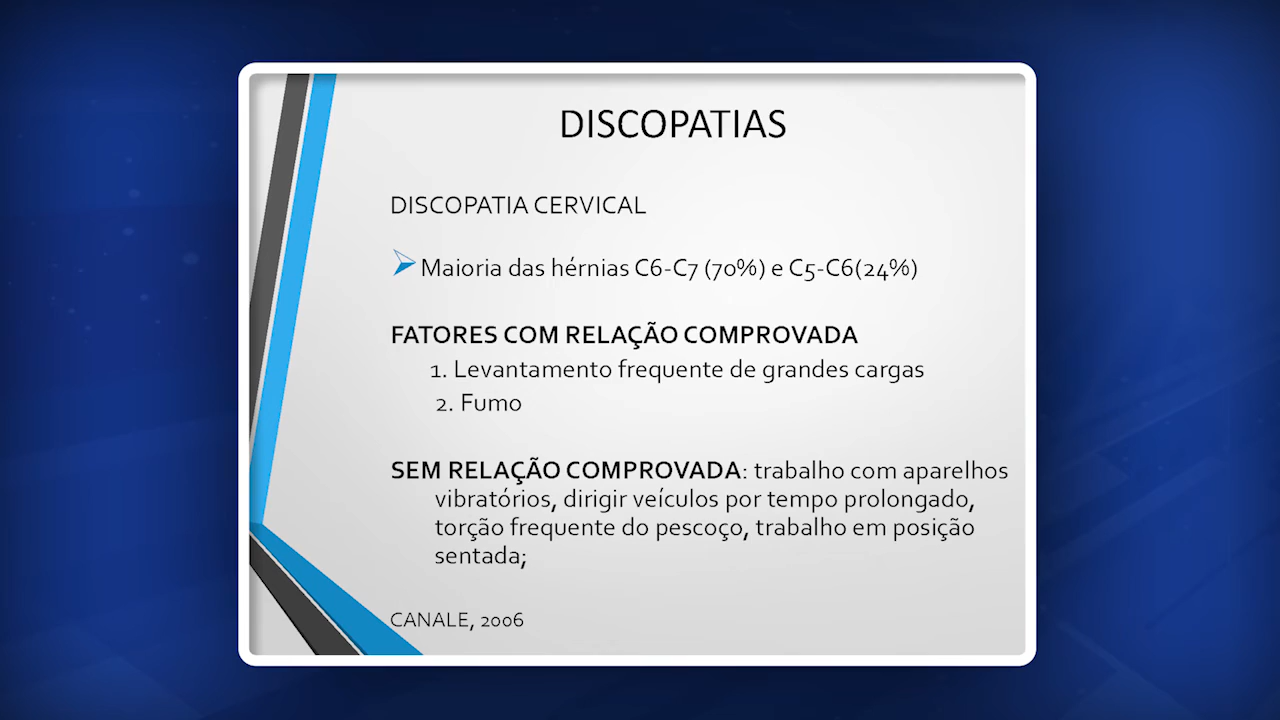 DISCOPATIAS
DISCOPATIA CERVICAL
Maioria das hérnias C6-C7 (70%) e C5-C6(24%)
FATORES COM RELAÇÃO COMPROVADA
1. Levantamento frequente de grandes cargas
2. Fumo
SEM RELAÇÃO COMPROVADA: trabalho com aparelhos
vibratórios, dirigir veículos por tempo prolongado,
torção frequente do pescoço, trabalho em posição
sentada;
CANALE, 2006